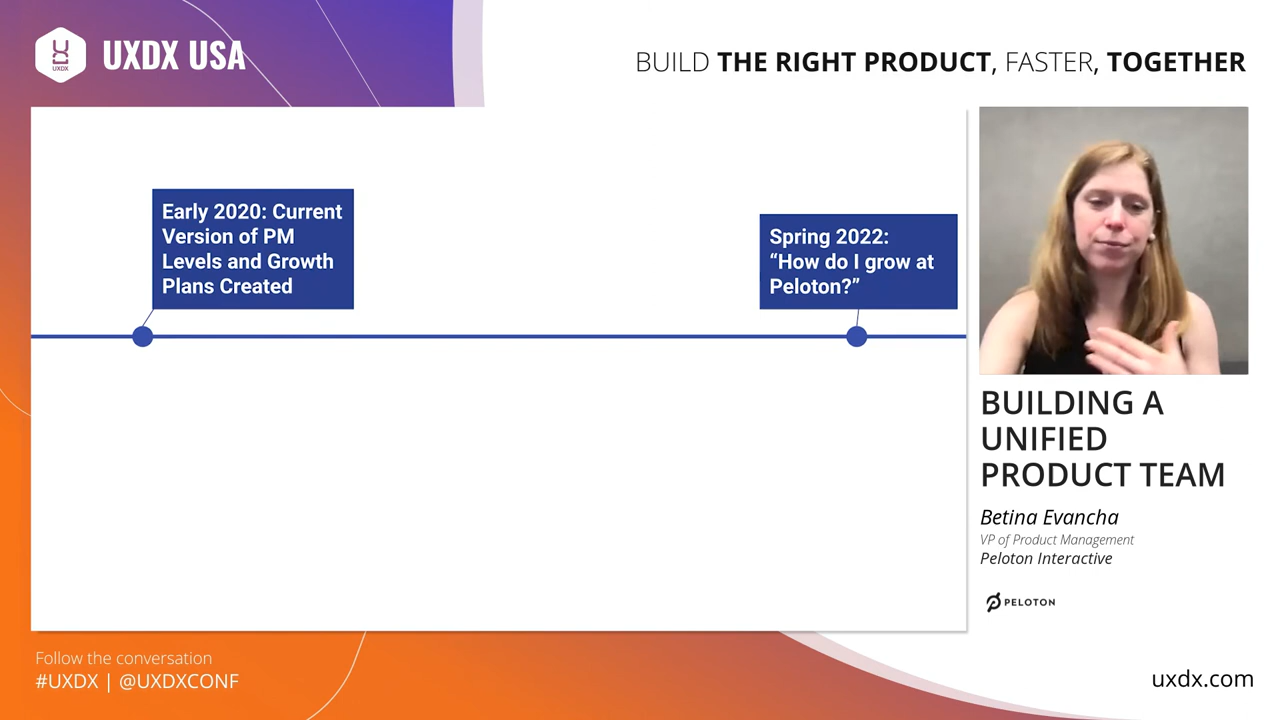 UXDX
UXDX USA
BUILD THE RIGHT PRODUCT, FASTER, TOGETHER
Early 2020: Current
Version of PM
Levels and Growth
Plans Created
Spring 2022:
“How do I grow at
Peloton?”
BUILDING A
UNIFIED
PRODUCT TEAM
Betina Evancha
VP of Product Management
Peloton Interactive
PELOTON
Follow the conversation
#UXDX | @UXDXCONF
uxdx.com